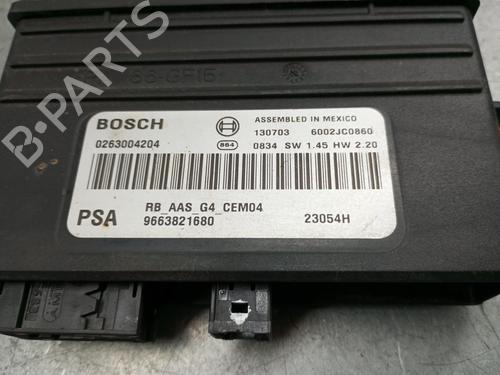 BOSCH
ASSEMBLED IN MEXICO
130703 6002JC0860
0263004204
864 0834 SW 1.45 HW 2.20
PSA
RB_AAS_G4_CEM04
9663821680
23054H